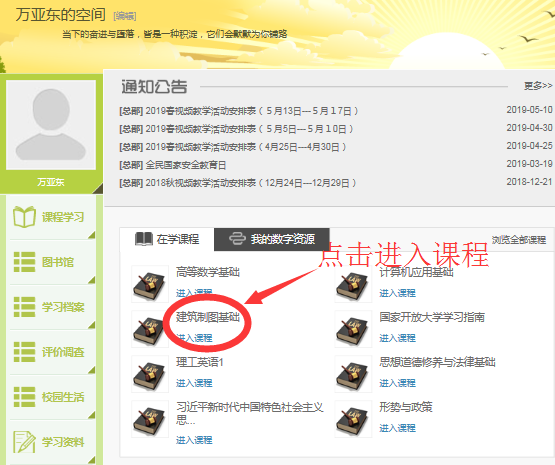 万亚东的空间 [编辑]
当下的奋进与堕落，皆是一种积淀，它们会默默为你铺路
通知公告
更多>>
[总部] 2019春视频教学活动安排表（５月13日—５月１7日） 2019-05-10
[总部] 2019春视频教学活动安排表（５月5日—５月１0日） 2019-04-30
[总部] 2019春视频教学活动安排表（4月25日—4月30日） 2019-04-25
[总部] 全民国家安全教育日 2019-03-19
[总部] 2018秋视频教学活动安排表（12月24日—12月29日） 2018-12-21
万亚东
课程学习
图书馆
学习档案
评价调查
校园生活
学习资料
在学课程
我的数字资源
浏览全部课程
点击进入课程
高等数学基础
进入课程
计算机应用基础
进入课程
建筑制图基础
进入课程
国家开放大学学习指南
进入课程
理工英语1
进入课程
思想道德修养与法律基础
进入课程
习近平新时代中国特色社会主义
思...
进入课程
形势与政策
进入课程